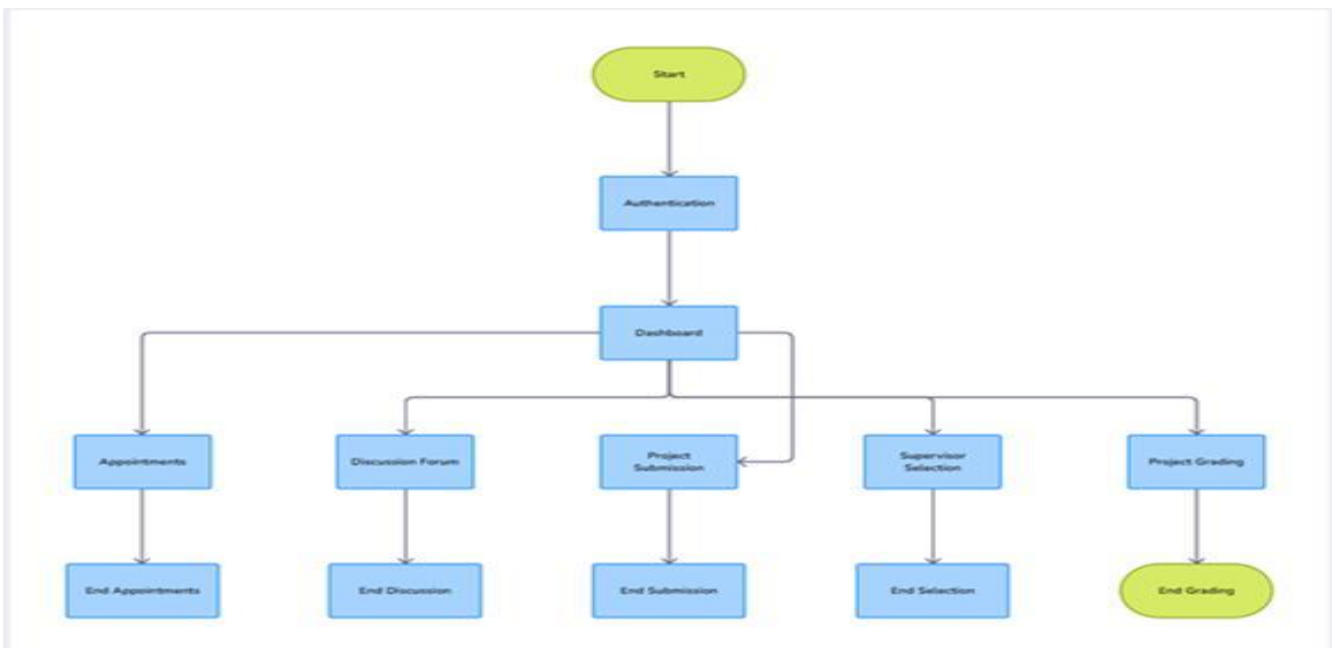 Start
Authentication
Dashboard
Appointments
Discussion Forum
Project
Submission
Supervisor
Selection
Project Grading
End Appointments
End Discussion
End Submission
End Selection
End Grading